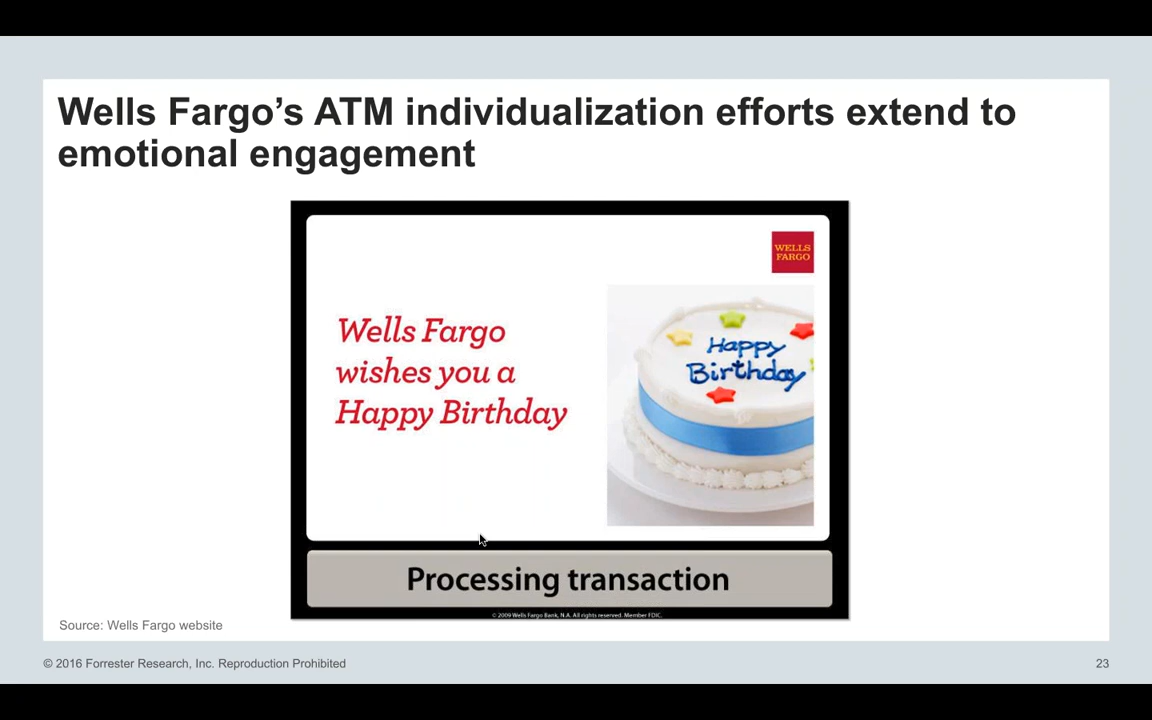 Wells Fargo’s ATM individualization efforts extend to
emotional engagement
WELLS
FARGO
Wells Fargo
wishes you a
Happy Birthday
Happy
Birthday
Processing transaction
© 2009 Wells Fargo Bank, N.A. All rights reserved. Member FDIC.
Source: Wells Fargo website
© 2016 Forrester Research, Inc. Reproduction Prohibited
23